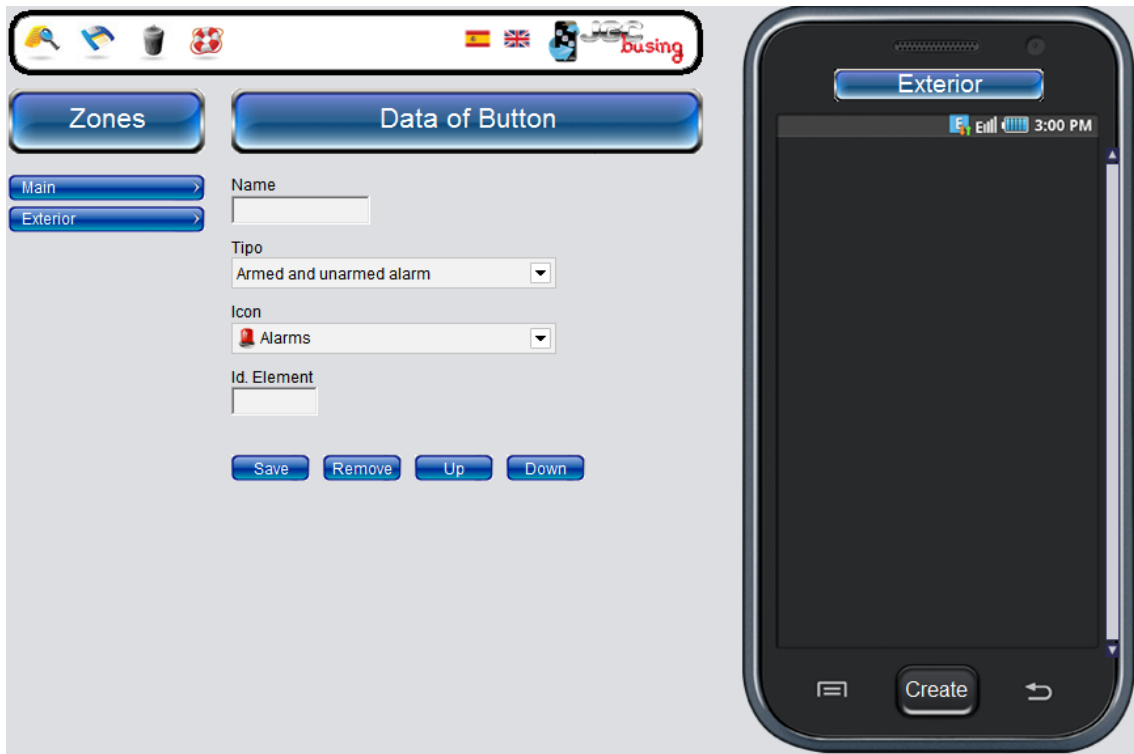 JGC
busing
Zones
Data of Button
Main
Exterior
Name
Tipo
Armed and unarmed alarm
Icon
Alarms
Id. Element
Save Remove Up Down
Exterior
E 3:00 PM
Create